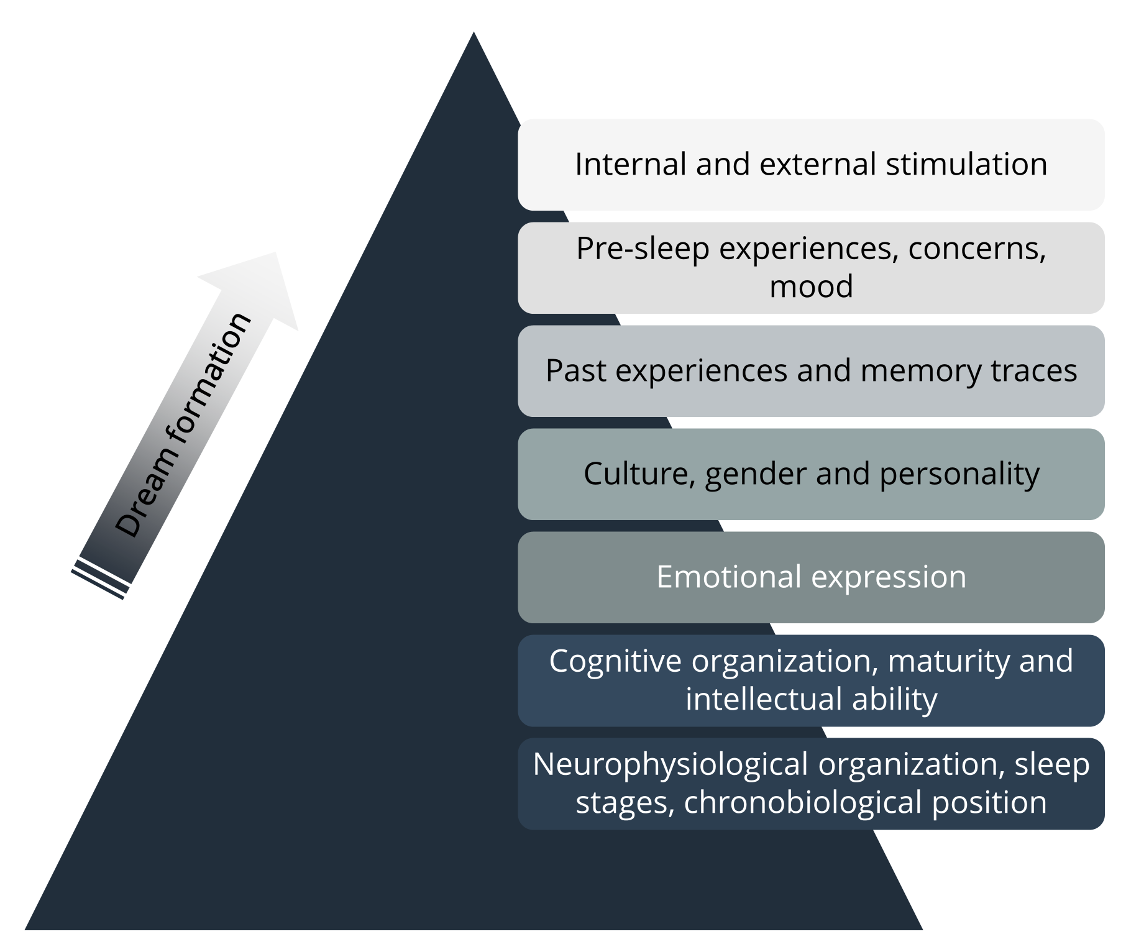 Internal and external stimulation
Pre-sleep experiences, concerns,
mood
Past experiences and memory traces
Culture, gender and personality
Emotional expression
Cognitive organization, maturity and
intellectual ability
Neurophysiological organization, sleep
stages, chronobiological position
Dream formation